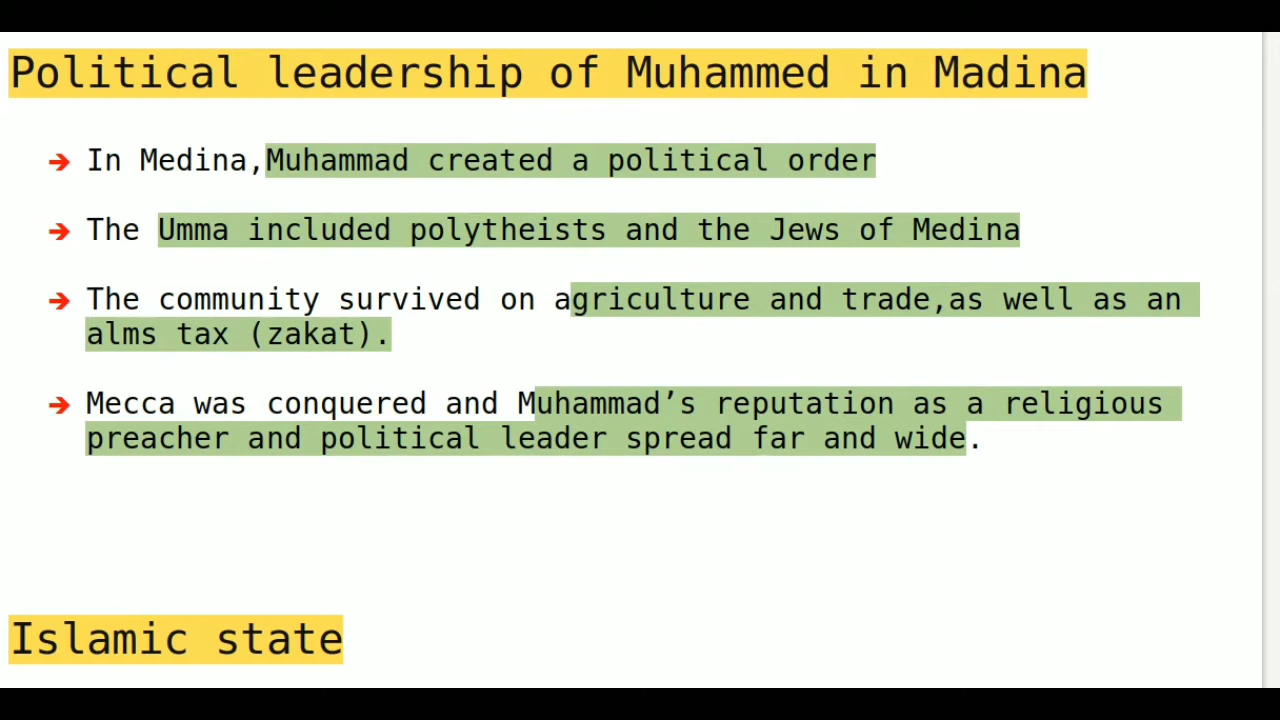 Political leadership of Muhammed in Madina
➔ In Medina,Muhammad created a political order
➔ The Umma included polytheists and the Jews of Medina
➔ The community survived on agriculture and trade,as well as an
alms tax (zakat).
➔ Mecca was conquered and Muhammad’s reputation as a religious
preacher and political leader spread far and wide.
Islamic state